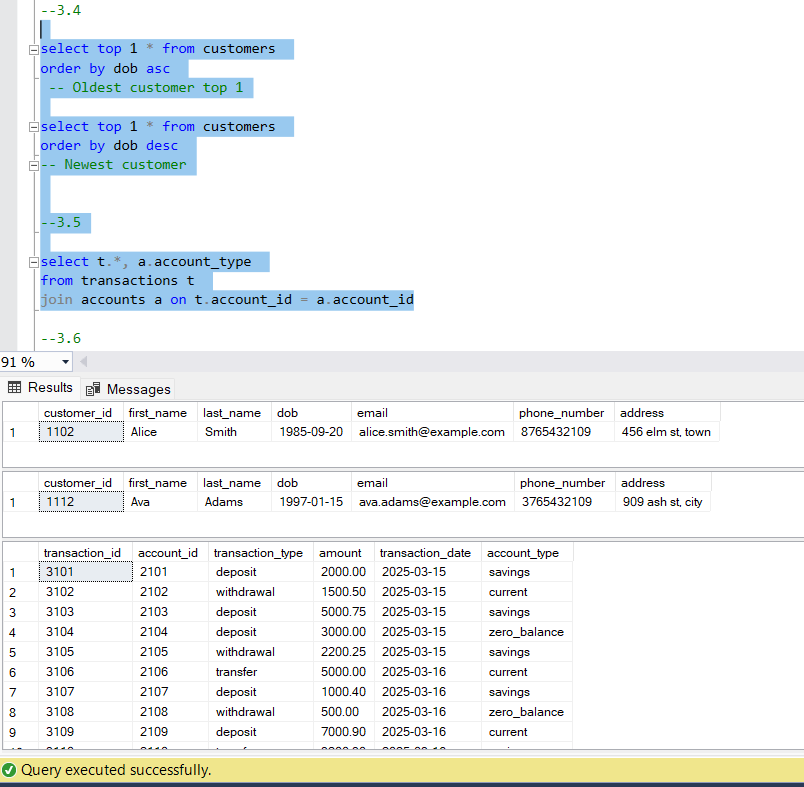 --3.4
select top 1 * from customers
order by dob asc
-- Oldest customer top 1
select top 1 * from customers
order by dob desc
-- Newest customer
--3.5
select t.*, a.account_type
from transactions t
join accounts a on t.account_id = a.account_id
--3.6
91 %
Results Messages
customer_id first_name last_name dob email phone_number address
1 1102 Alice Smith 1985-09-20 alice.smith@example.com 8765432109 456 elm st, town
customer_id first_name last_name dob email phone_number address
1 1112 Ava Adams 1997-01-15 ava.adams@example.com 3765432109 909 ash st, city
transaction_id account_id transaction_type amount transaction_date account_type
1 3101 2101 deposit 2000.00 2025-03-15 savings
2 3102 2102 withdrawal 1500.50 2025-03-15 current
3 3103 2103 deposit 5000.75 2025-03-15 savings
4 3104 2104 deposit 3000.00 2025-03-15 zero_balance
5 3105 2105 withdrawal 2200.25 2025-03-15 savings
6 3106 2106 transfer 5000.00 2025-03-16 current
7 3107 2107 deposit 1000.40 2025-03-16 savings
8 3108 2108 withdrawal 500.00 2025-03-16 zero_balance
9 3109 2109 deposit 7000.90 2025-03-16 current
Query executed successfully.